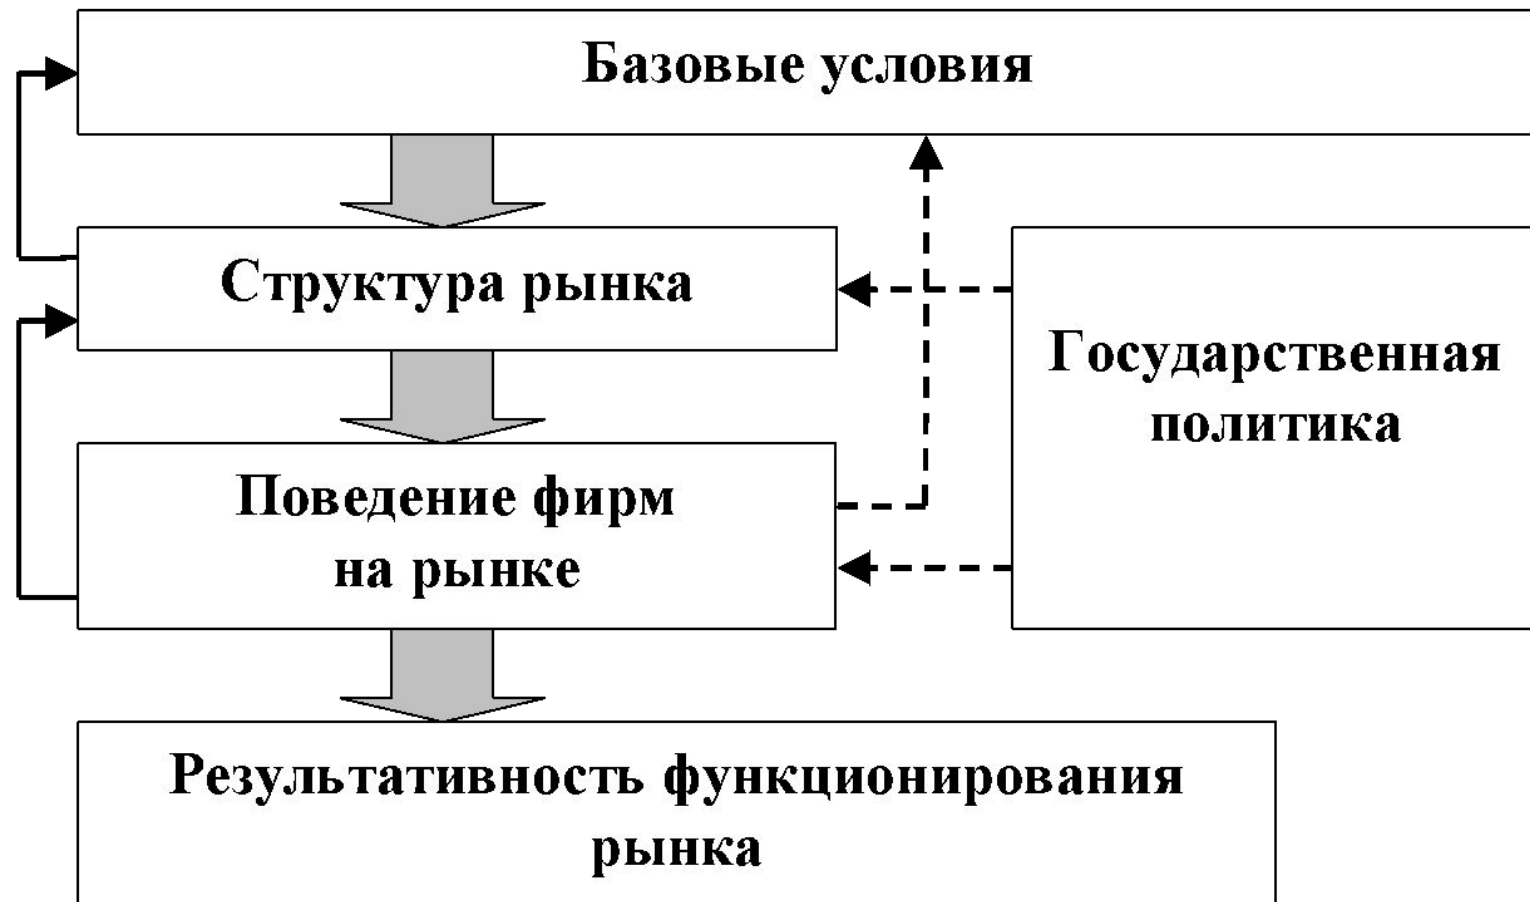 Базовые условия
Структура рынка
Государственная
политика
Поведение фирм
на рынке
Результативность функционирования
рынка